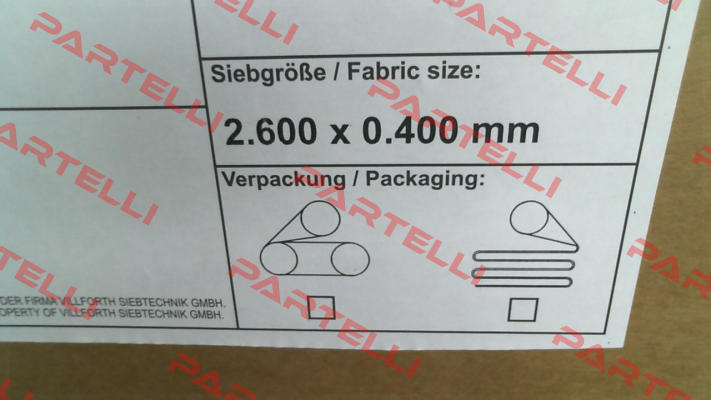 Siebgröße / Fabric size:
2.600 x 0.400 mm
Verpackung / Packaging:
DER FIRMA VILLFORTH SIEBTECHNIK GMBH.
OPERTY OF VILLFORTH SIEBTECHNIK GMBH.
PARTELLI
PARTELLI
PARTELLI
PARTELLI
PARTELLI
PARTELLI
PARTELLI